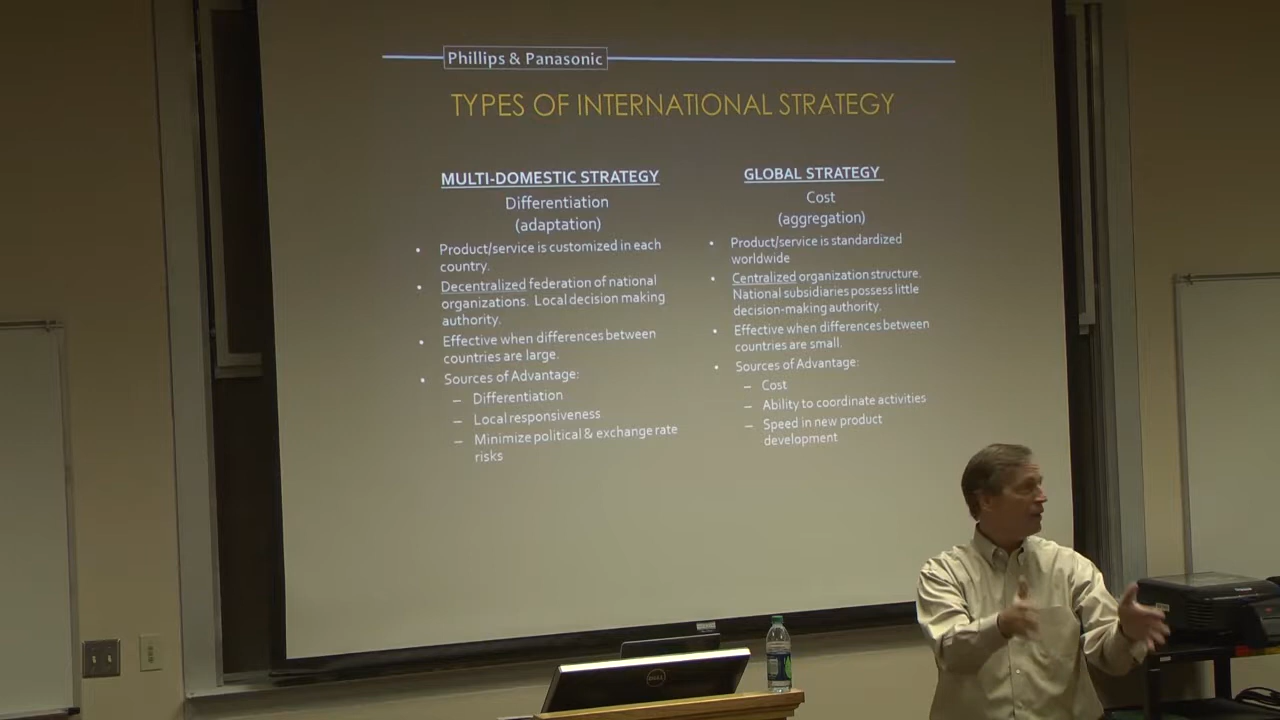 Phillips & Panasonic
TYPES OF INTERNATIONAL STRATEGY
MULTI-DOMESTIC STRATEGY
Differentiation
(adaptation)
• Product/service is customized in each
country.
• Decentralized federation of national
organizations. Local decision making
authority.
• Effective when differences between
countries are large.
• Sources of Advantage:
– Differentiation
– Local responsiveness
– Minimize political & exchange rate
risks
GLOBAL STRATEGY
Cost
(aggregation)
• Product/service is standardized
worldwide
• Centralized organization structure.
National subsidiaries possess little
decision-making authority.
• Effective when differences between
countries are small.
• Sources of Advantage:
– Cost
– Ability to coordinate activities
– Speed in new product
development
DELL